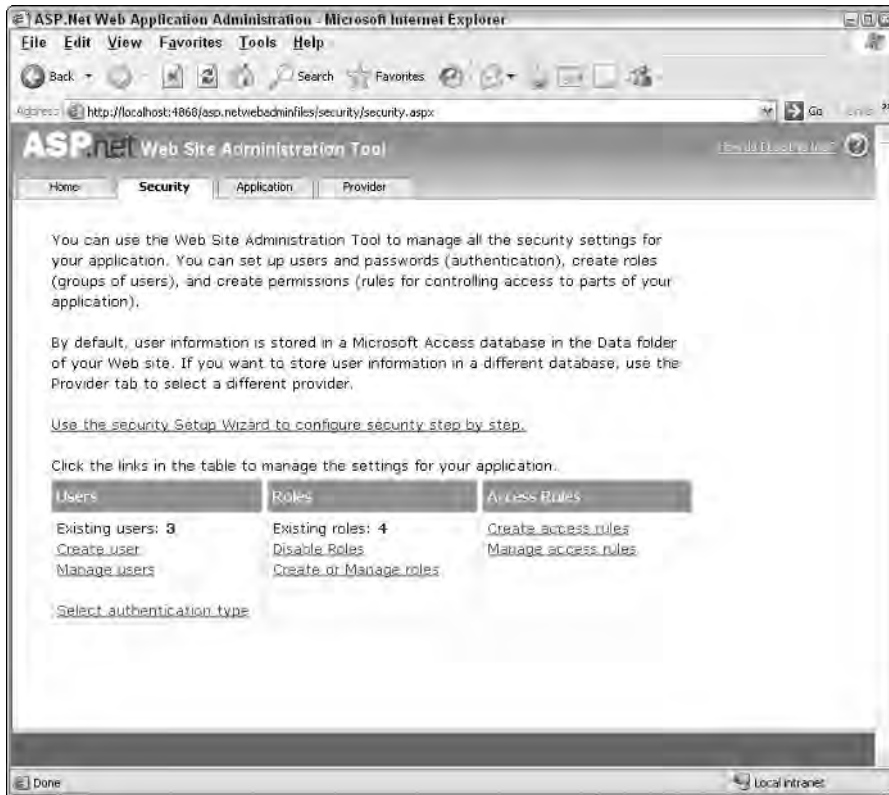 ASP.Net Web Application Administration - Microsoft Internet Explorer
File Edit View Favorites Tools Help
Back Search Favorites
Address http://localhost:4868/asp.netwebadminfiles/security/security.aspx Go
ASP.net Web Site Administration Tool
Home Security Application Provider
You can use the Web Site Administration Tool to manage all the security settings for
your application. You can set up users and passwords (authentication), create roles
(groups of users), and create permissions (rules for controlling access to parts of your
application).
By default, user information is stored in a Microsoft Access database in the Data folder
of your Web site. If you want to store user information in a different database, use the
Provider tab to select a different provider.
Use the security Setup Wizard to configure security step by step.
Click the links in the table to manage the settings for your application.
Users Roles Access Rules
Existing users: 3 Existing roles: 4 Create access rules
Create user Disable Roles Manage access rules
Manage users Create or Manage roles
Select authentication type
Done Local intranet